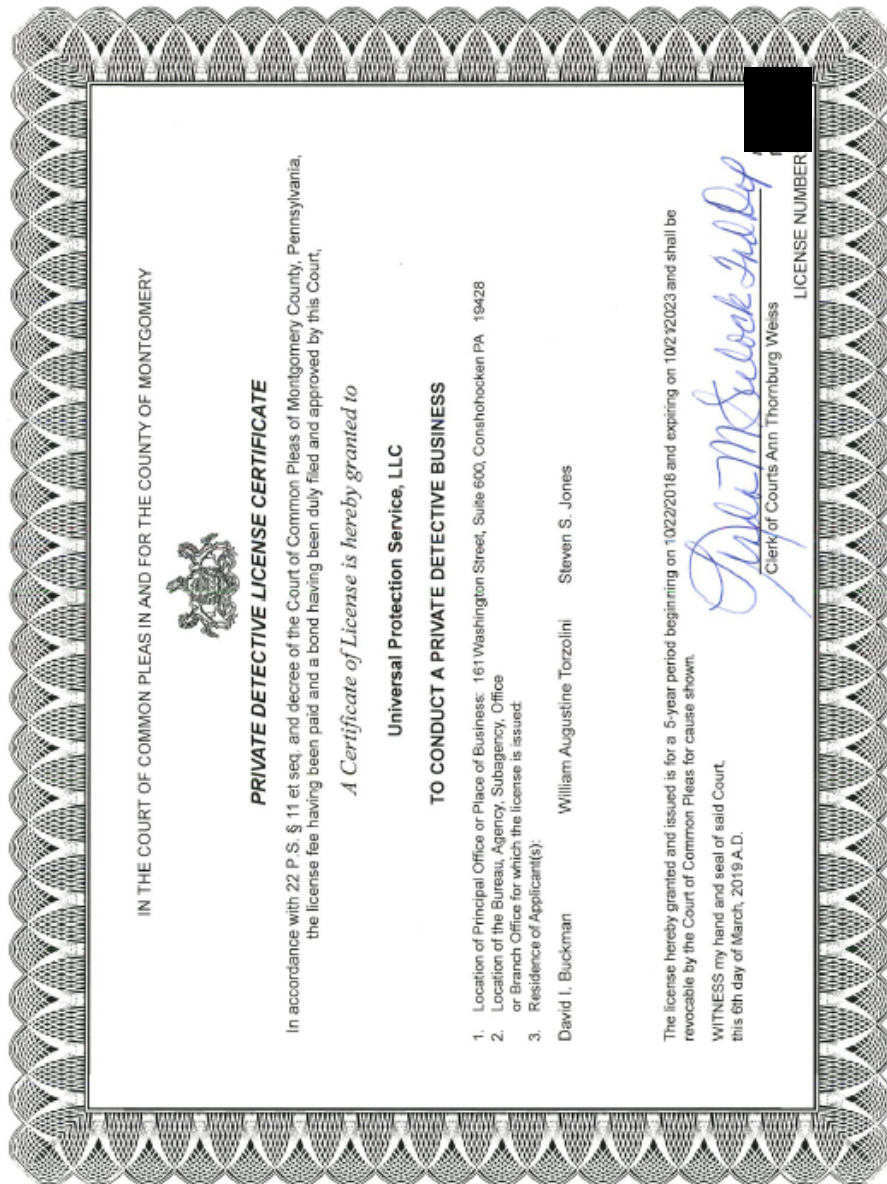 IN THE COURT OF COMMON PLEAS IN AND FOR THE COUNTY OF MONTGOMERY
PRIVATE DETECTIVE LICENSE CERTIFICATE
In accordance with 22 P.S. § 11 et seq. and decree of the Court of Common Pleas of Montgomery County, Pennsylvania,
the license fee having been paid and a bond having been duly filed and approved by this Court,
A Certificate of License is hereby granted to
Universal Protection Service, LLC
TO CONDUCT A PRIVATE DETECTIVE BUSINESS
1. Location of Principal Office or Place of Business: 161 Washington Street, Suite 600, Conshohocken PA 19428
2. Location of the Bureau, Agency, Subagency, Office
or Branch Office for which the license is issued:
3. Residence of Applicant(s):
David I. Buckman William Augustine Torzolini Steven S. Jones
The license hereby granted and issued is for a 5-year period beginning on 10/22/2018 and expiring on 10/21/2023 and shall be
revocable by the Court of Common Pleas for cause shown.
WITNESS my hand and seal of said Court,
this 6th day of March, 2019 A.D.
Clerk of Courts Ann Thornburg Weiss
LICENSE NUMBER